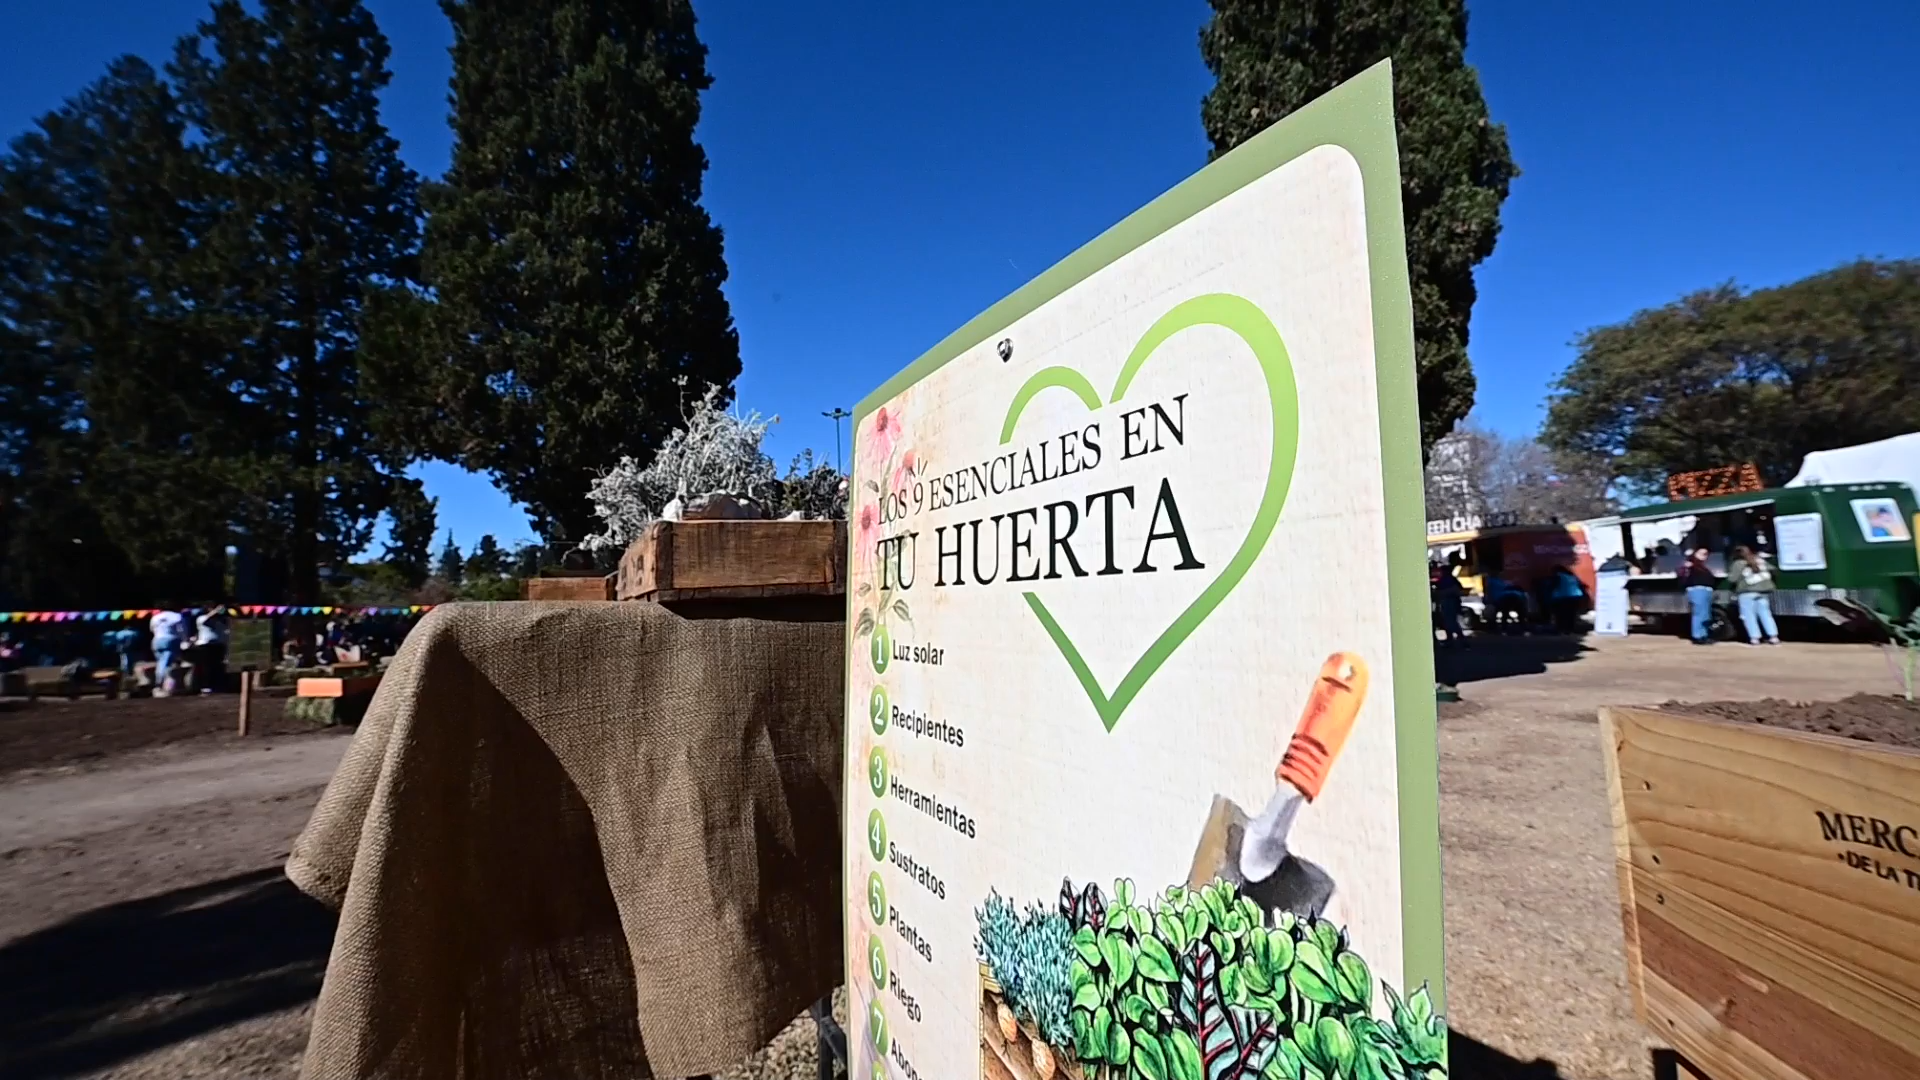 LOS 9 ESENCIALES EN
TU HUERTA
1 Luz solar
2 Recipientes
3 Herramientas
4 Sustratos
5 Plantas
6 Riego
7 Abon
PIZZA
MERC
•DE LA T